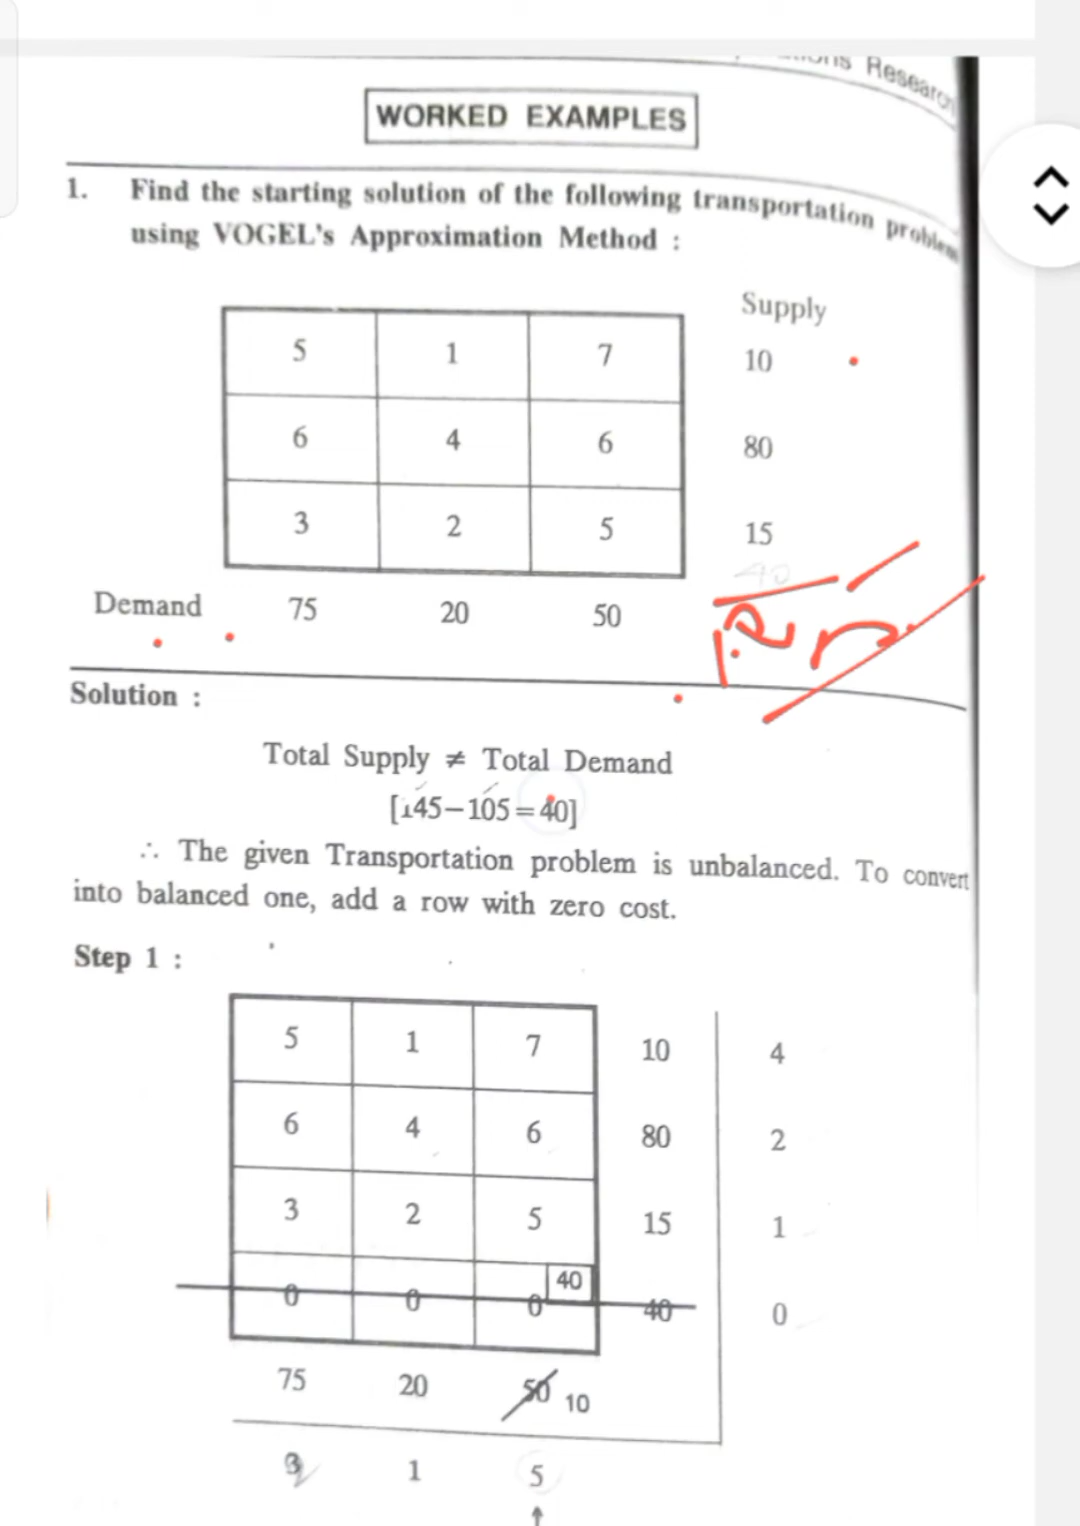 Research
WORKED EXAMPLES
1. Find the starting solution of the following transportation problem
using VOGEL's Approximation Method :
Supply
5 1 7 10
6 4 6 80
3 2 5 15
40
Demand 75 20 50
Solution :
Total Supply ≠ Total Demand
[145−105=40]
∴ The given Transportation problem is unbalanced. To convert
into balanced one, add a row with zero cost.
Step 1 :
5 1 7 10 4
6 4 6 80 2
3 2 5 15 1
40
0 0 0 40 0
75 20 50 10
3 1 5